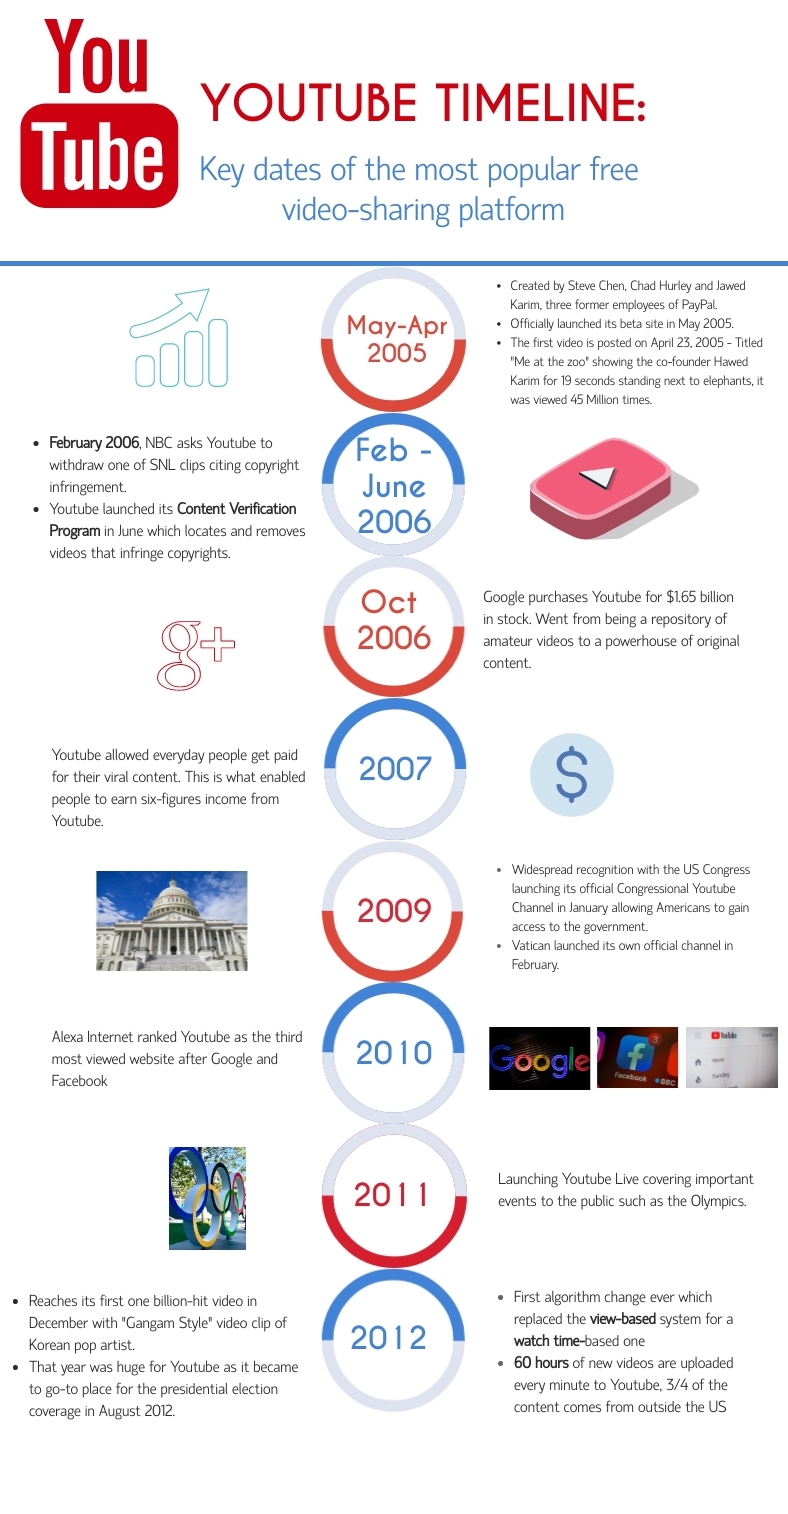 You
Tube
YOUTUBE TIMELINE:
Key dates of the most popular free
video-sharing platform
May-Apr
2005
• Created by Steve Chen, Chad Hurley and Jawed
Karim, three former employees of PayPal.
• Officially launched its beta site in May 2005.
• The first video is posted on April 23, 2005 - Titled
"Me at the zoo" showing the co-founder Hawed
Karim for 19 seconds standing next to elephants, it
was viewed 45 Million times.
• February 2006, NBC asks Youtube to
withdraw one of SNL clips citing copyright
infringement.
• Youtube launched its Content Verification
Program in June which locates and removes
videos that infringe copyrights.
Feb -
June
2006
Oct
2006
Google purchases Youtube for $1.65 billion
in stock. Went from being a repository of
amateur videos to a powerhouse of original
content.
g+
Youtube allowed everyday people get paid
for their viral content. This is what enabled
people to earn six-figures income from
Youtube.
2007
$
2009
• Widespread recognition with the US Congress
launching its official Congressional Youtube
Channel in January allowing Americans to gain
access to the government.
• Vatican launched its own official channel in
February.
Alexa Internet ranked Youtube as the third
most viewed website after Google and
Facebook
2010
Google
f
3
Facebook
BBC
YouTube
Home
Trending
2011
Launching Youtube Live covering important
events to the public such as the Olympics.
• Reaches its first one billion-hit video in
December with "Gangam Style" video clip of
Korean pop artist.
• That year was huge for Youtube as it became
to go-to place for the presidential election
coverage in August 2012.
2012
• First algorithm change ever which
replaced the view-based system for a
watch time-based one
• 60 hours of new videos are uploaded
every minute to Youtube, 3/4 of the
content comes from outside the US